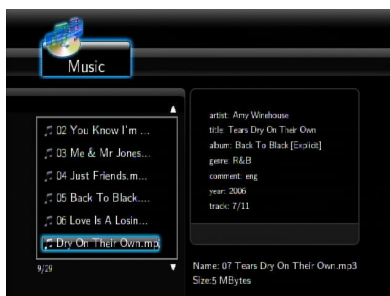 Music
02 You Know I'm ...
03 Me & Mr Jones...
04 Just Friends.m...
05 Back To Black....
06 Love Is A Losin...
Dry On Their Own.mp
9/29
artist: Amy Winehouse
title: Tears Dry On Their Own
album: Back To Black [Explicit]
genre: R&B
comment: eng
year: 2006
track: 7/11
Name: 07 Tears Dry On Their Own.mp3
Size:5 MBytes